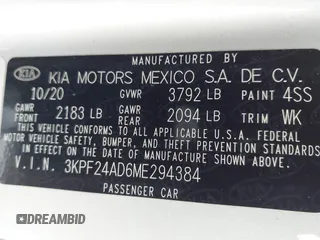 KIA KIA MOTORS MEXICO S.A. DE C.V.
10/20 GVWR 3792 LB PAINT 4SS
GAWR FRONT 2183 LB GAWR REAR 2094 LB TRIM WK
THIS VEHICLE CONFORMS TO ALL APPLICABLE U.S.A. FEDERAL
MOTOR VEHICLE SAFETY, BUMPER, AND THEFT PREVENTION
STANDARDS IN EFFECT ON THE DATE OF MANUFACTURE
SHOWN ABOVE.
V.I.N. 3KPF24AD6ME294384
PASSENGER CAR
DREAMBID
DREAMBID